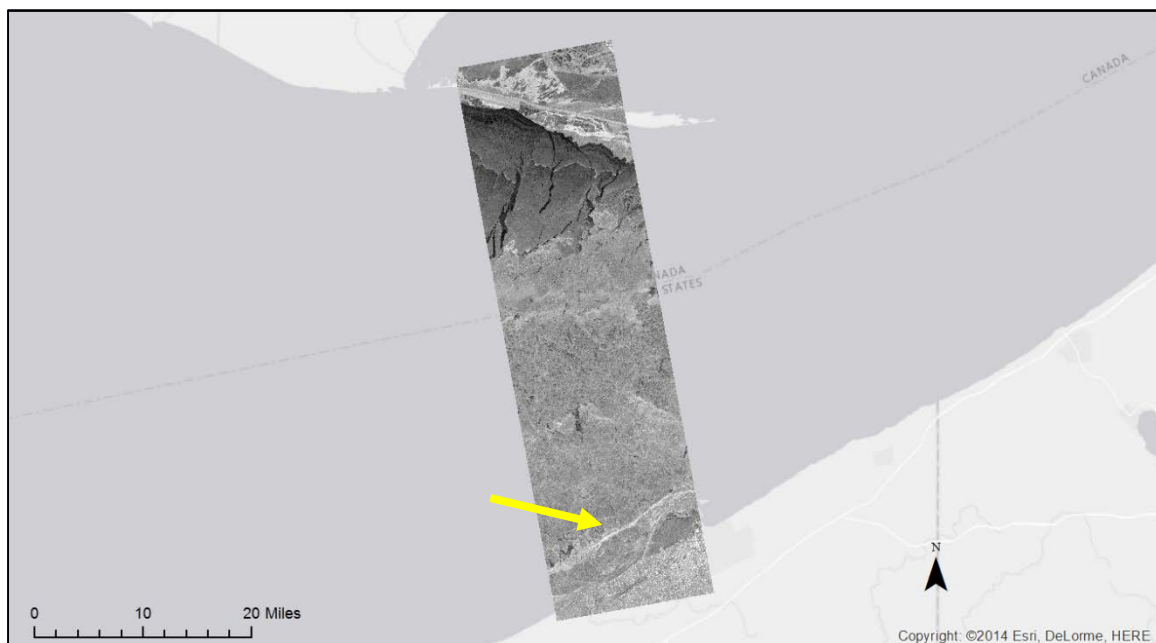 CANADA
NADA
STATES
N
0 10 20 Miles
Copyright: ©2014 Esri, DeLorme, HERE